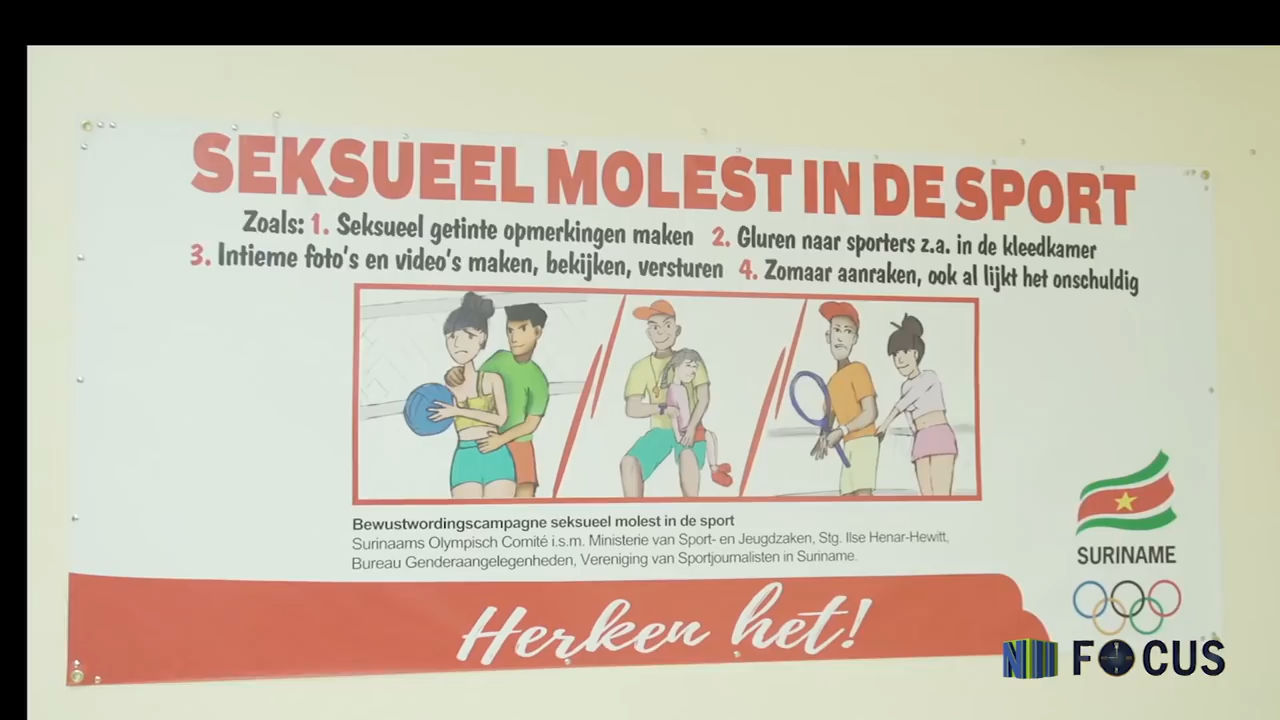 SEKSUEEL MOLEST IN DE SPORT
Zoals: 1. Seksueel getinte opmerkingen maken 2. Gluren naar sporters z.a. in de kleedkamer
3. Intieme foto's en video's maken, bekijken, versturen 4. Zomaar aanraken, ook al lijkt het onschuldig
Bewustwordingscampagne seksueel molest in de sport
Surinaams Olympisch Comité i.s.m. Ministerie van Sport- en Jeugdzaken, Stg. Ilse Henar-Hewitt,
Bureau Genderaangelegenheden, Vereniging van Sportjournalisten in Suriname.
SURINAME
Herken het!
FOCUS